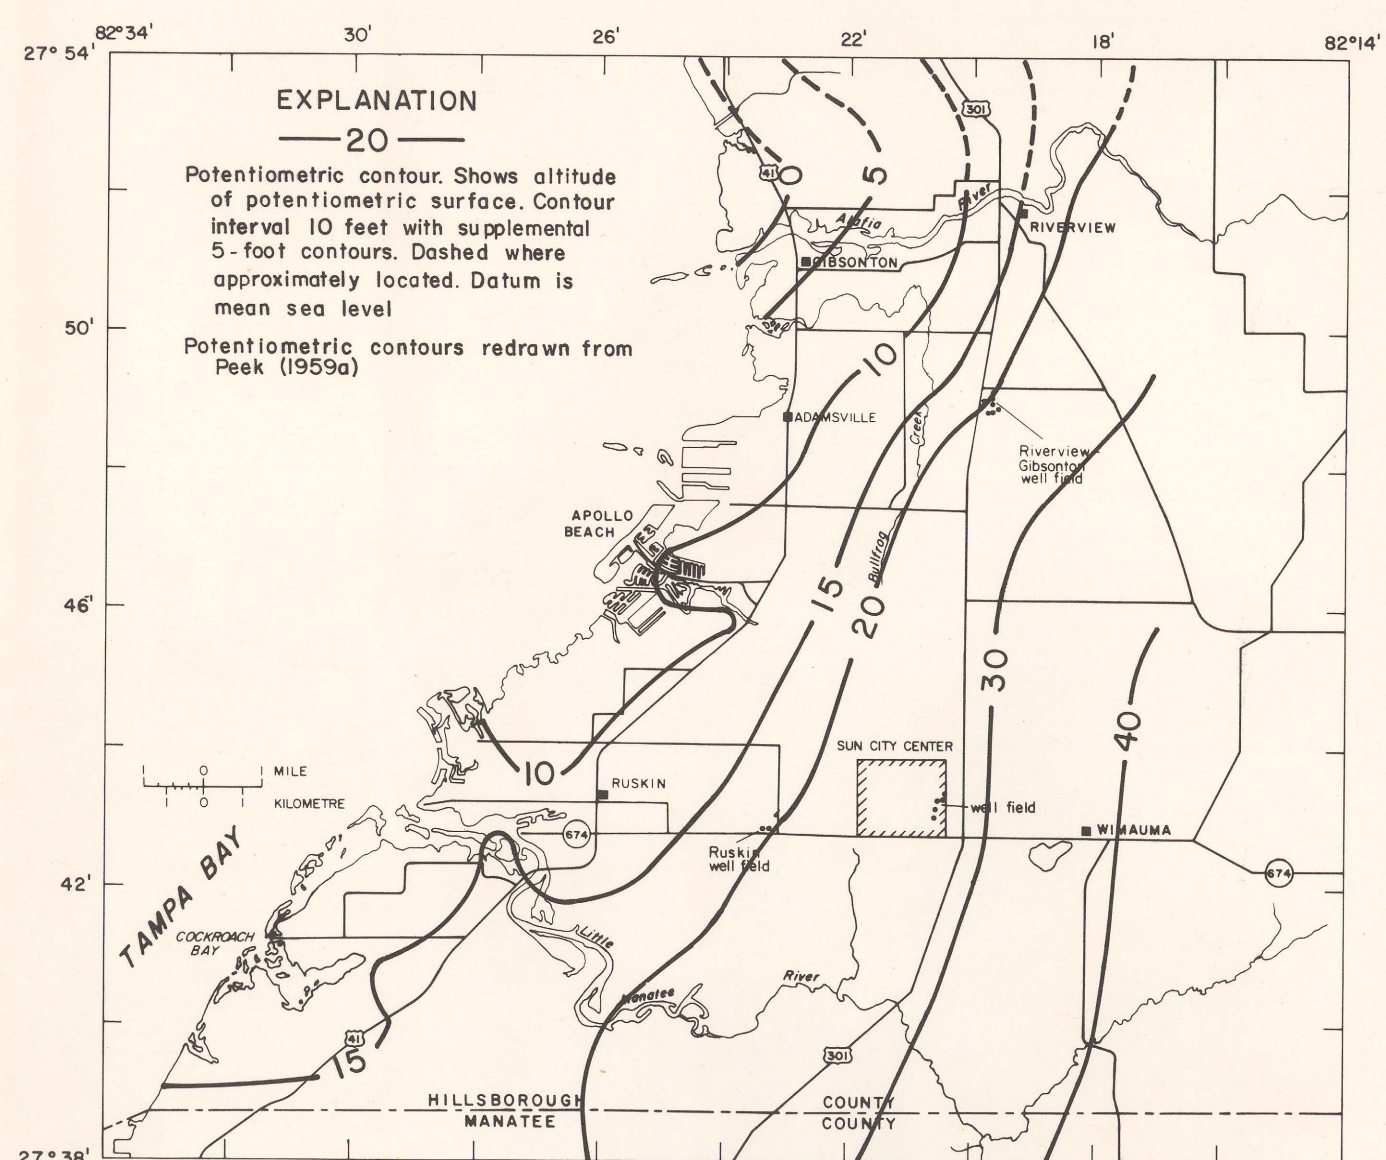 82°34' 30' 26' 22' 18' 82°14'
27° 54'
EXPLANATION
20
Potentiometric contour. Shows altitude
of potentiometric surface. Contour
interval 10 feet with supplemental
5-foot contours. Dashed where
approximately located. Datum is
mean sea level
Potentiometric contours redrawn from
Peek (1959a)
301
41
0
5
River
Alafia
RIVERVIEW
GIBSONTON
50'
10
ADAMSVILLE
Creek
Riverview
Gibsonton
well field
APOLLO
BEACH
Bullfrog
46'
15
20
30
40
SUN CITY CENTER
10
RUSKIN
0 1 MILE
1 0 1 KILOMETRE
well field
674
WIMAUMA
Ruskin
well field
674
42'
TAMPA BAY
COCKROACH
BAY
Little
Manatee
River
41
15
301
HILLSBOROUGH COUNTY
MANATEE COUNTY
27°38'